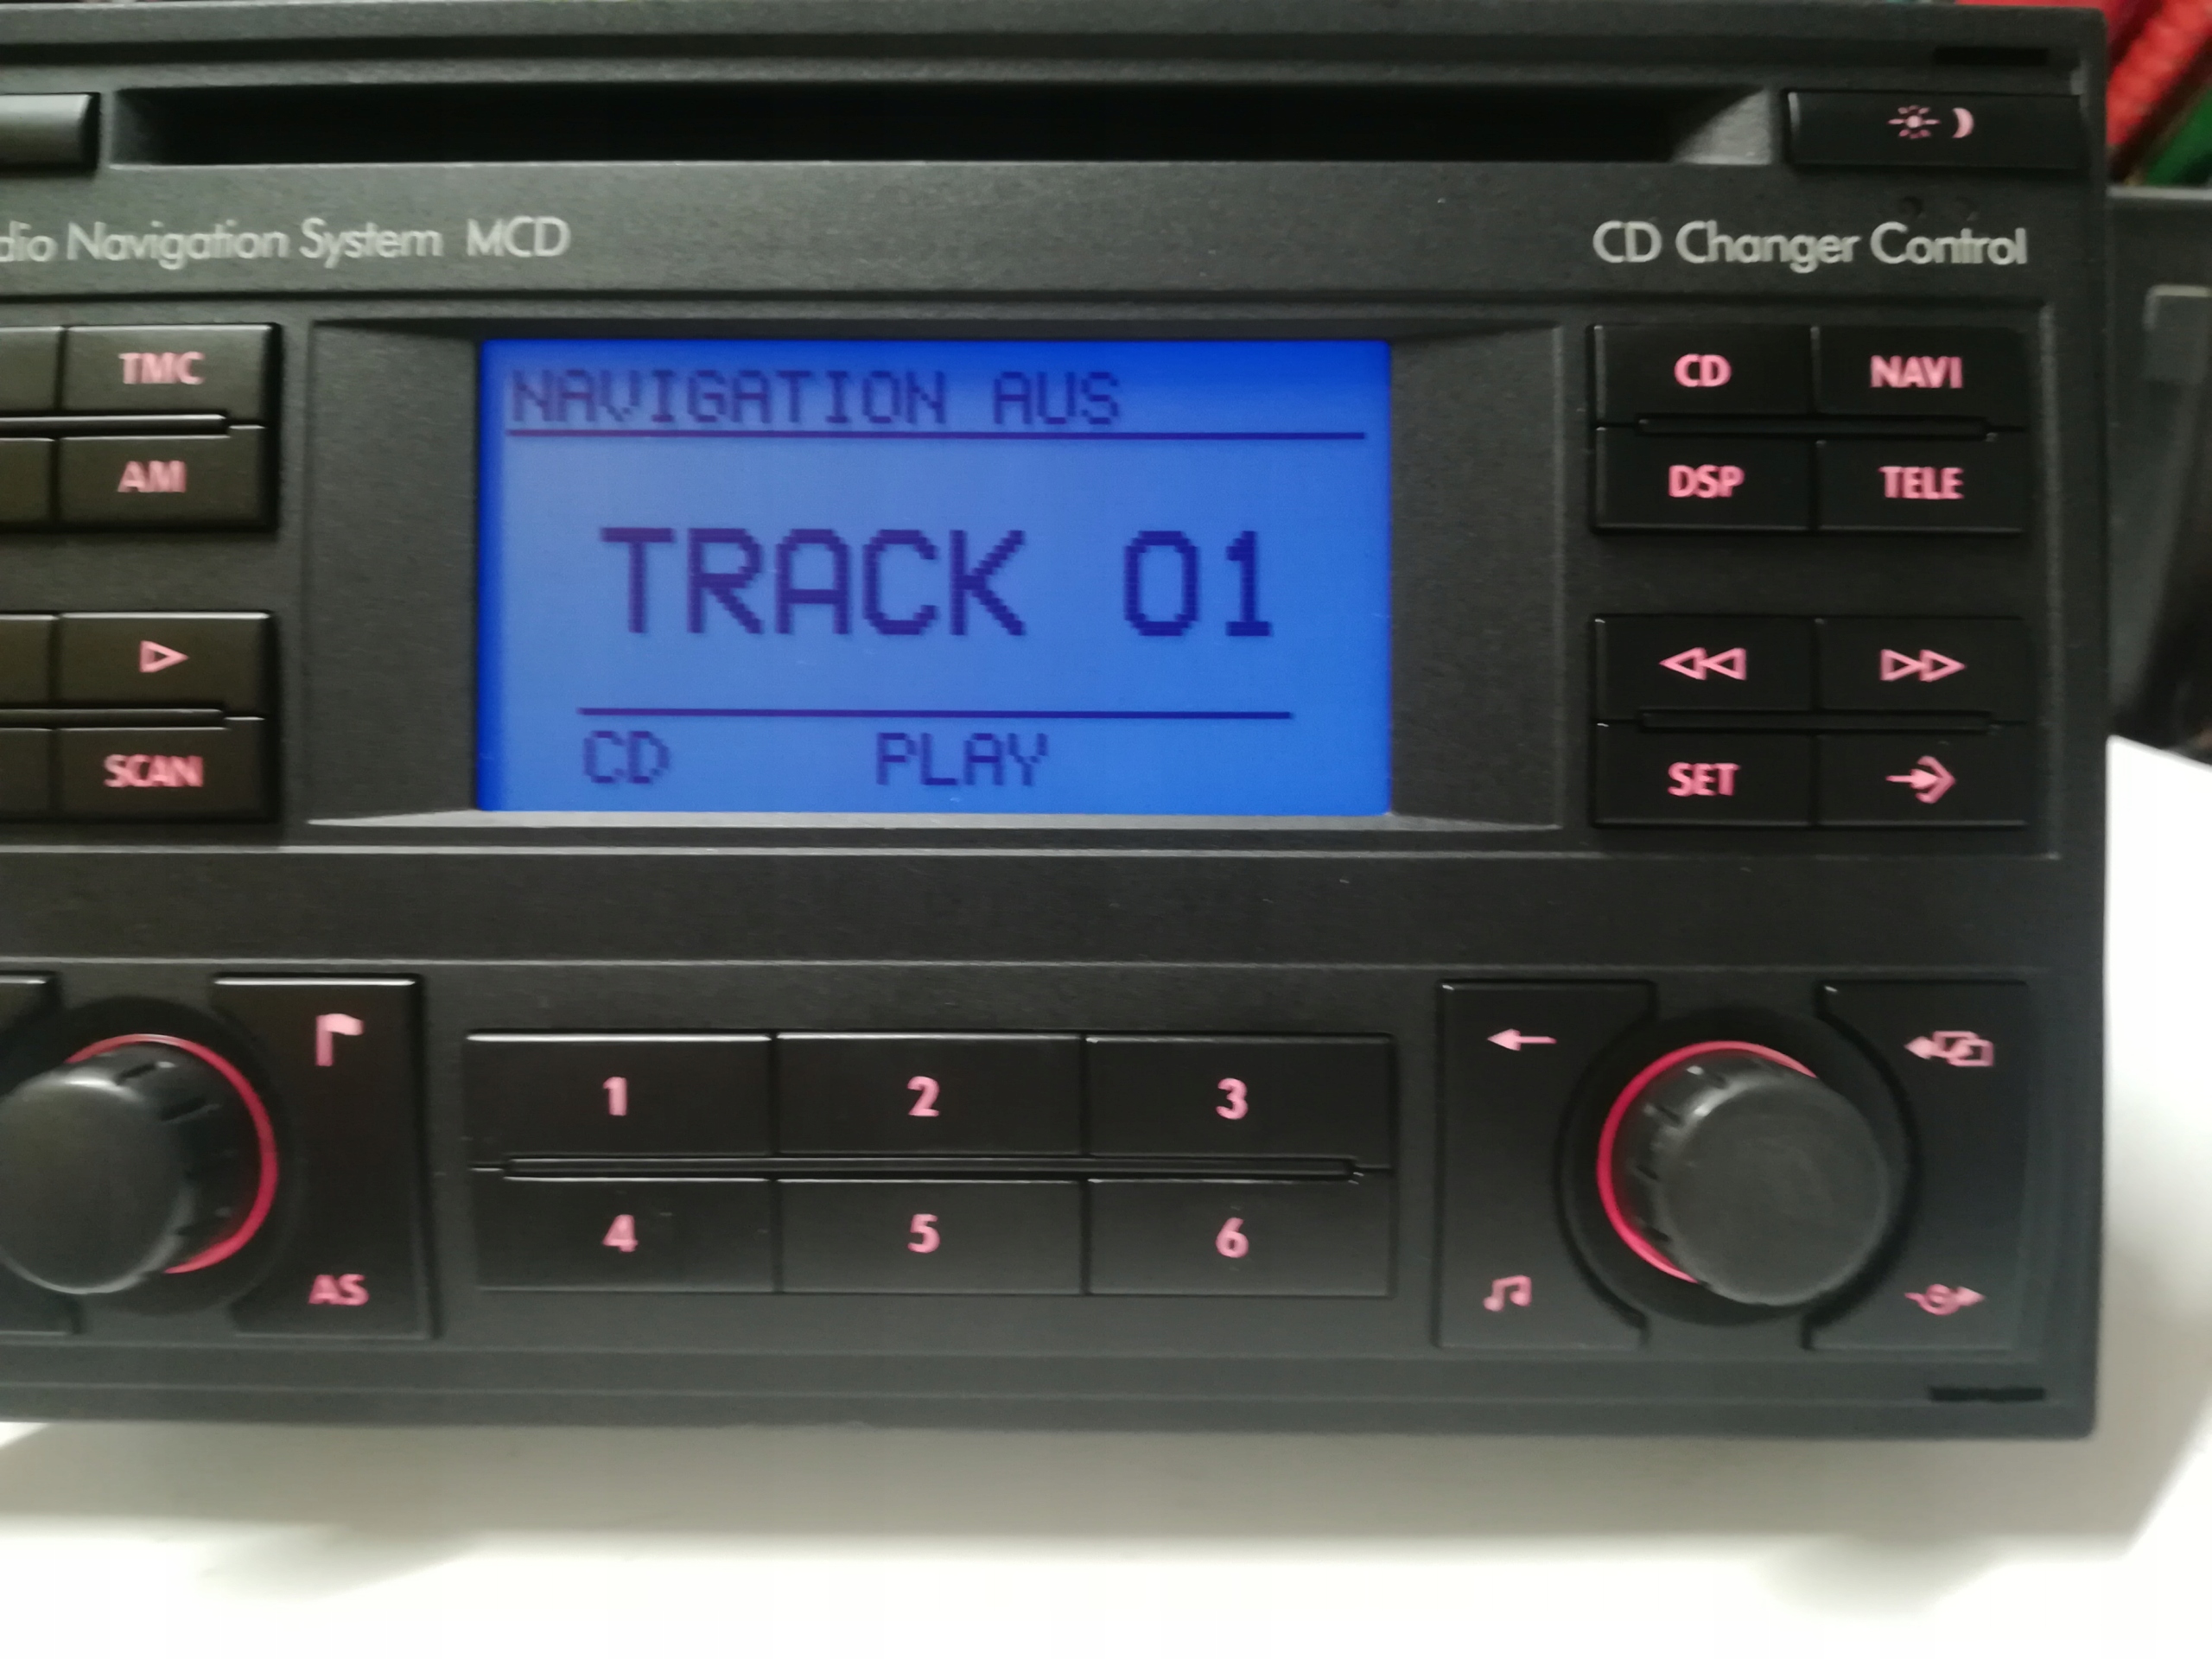 dio Navigation System MCD
CD Changer Control
TMC
AM
SCAN
NAVIGATION AUS
TRACK 01
CD PLAY
CD NAVI
DSP TELE
SET
AS
1 2 3
4 5 6